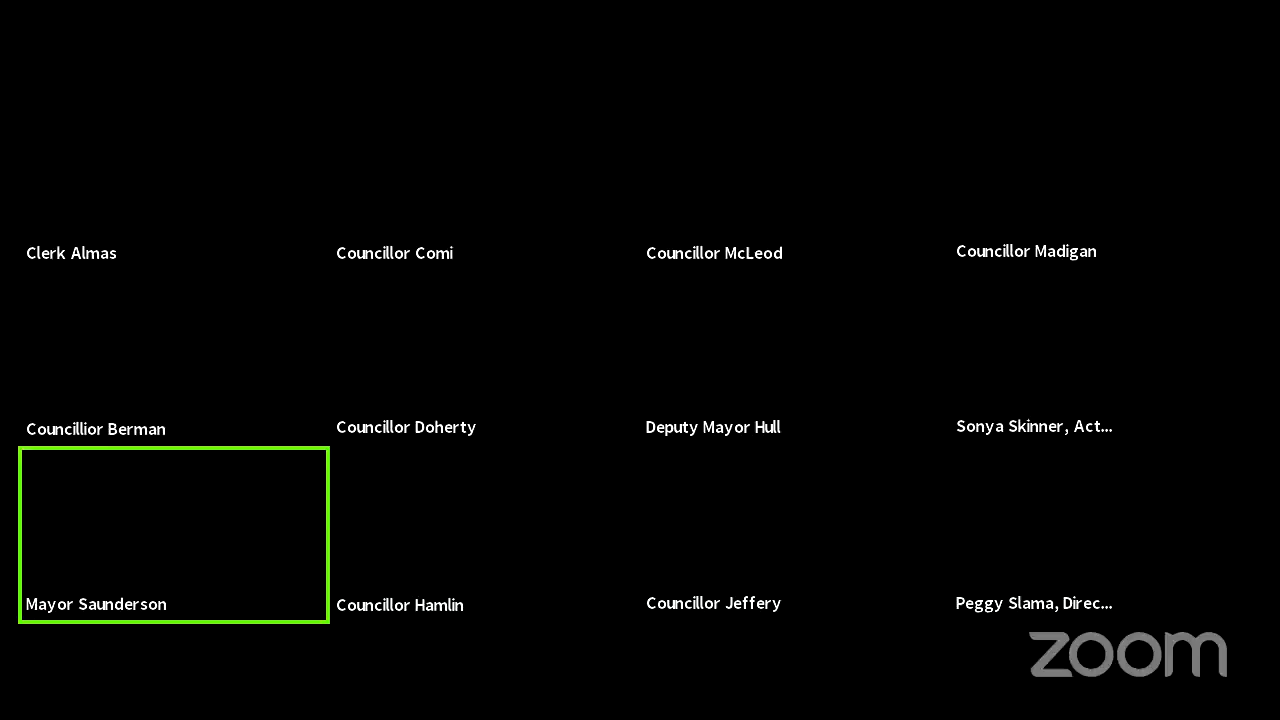 Clerk Almas
Councillor Comi
Councillor McLeod
Councillor Madigan
Councillior Berman
Councillor Doherty
Deputy Mayor Hull
Sonya Skinner, Act...
Mayor Saunderson
Councillor Hamlin
Councillor Jeffery
Peggy Slama, Direc...
zoom